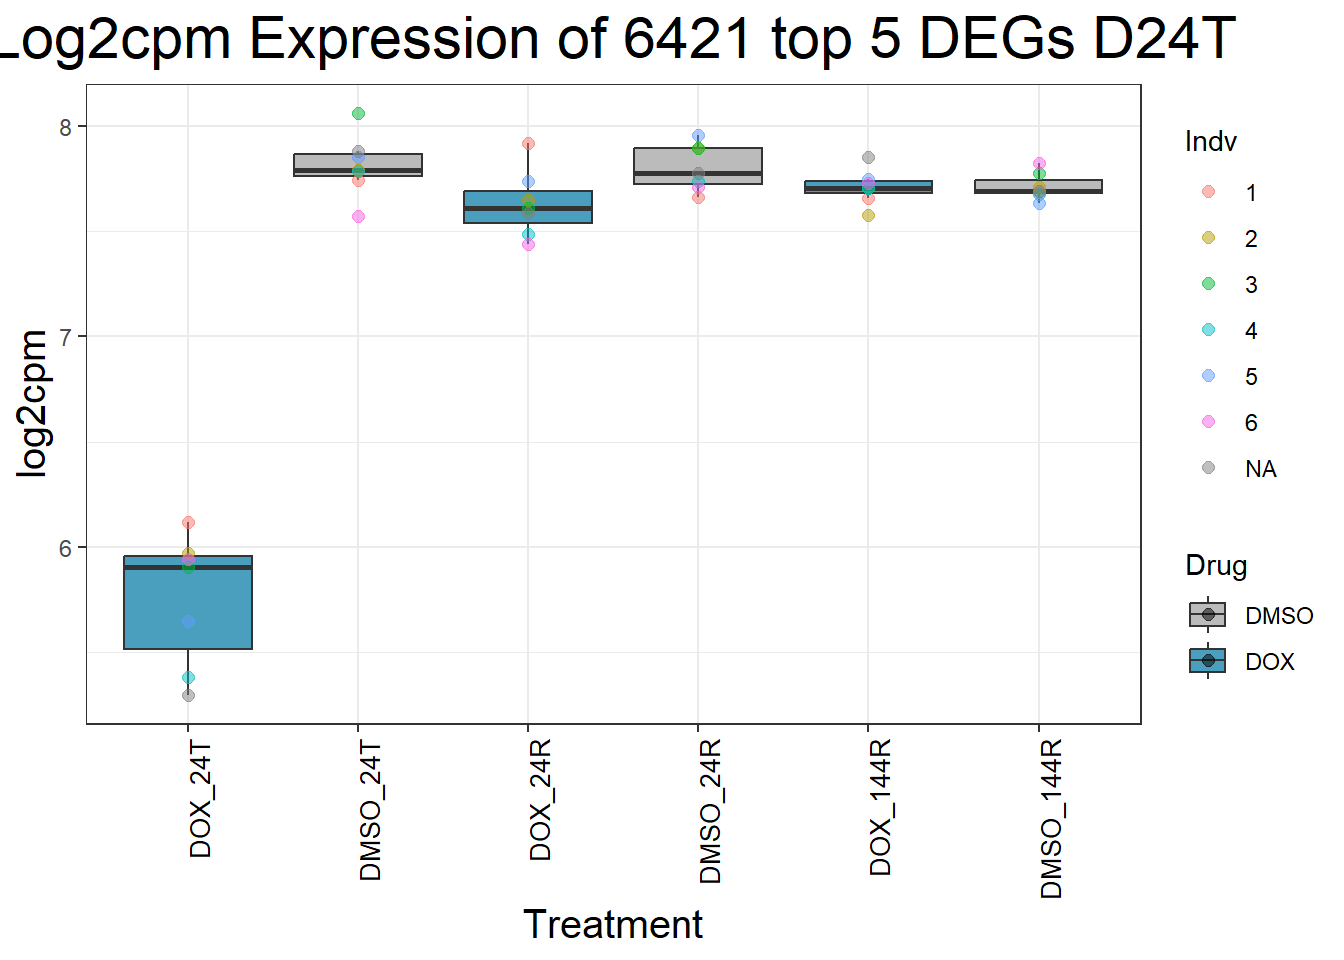 Log2cpm Expression of 6421 top 5 DEGs D24T
log2cpm
8
7
6
DOX_24T
DMSO_24T
DOX_24R
DMSO_24R
DOX_144R
DMSO_144R
Treatment
Indv
1
2
3
4
5
6
NA
Drug
DMSO
DOX